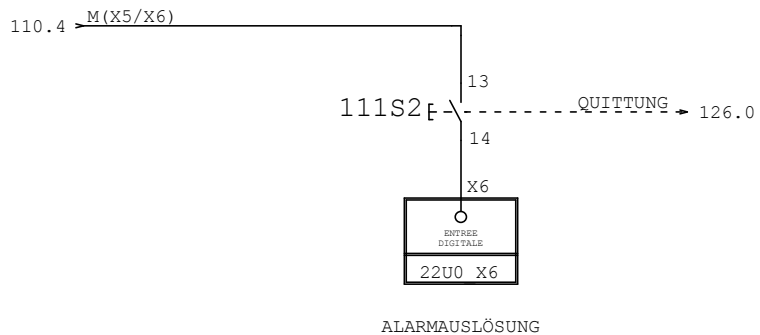 M(X5/X6)
110.4
13
111S2
QUITTUNG
126.0
14
X6
ENTREE
DIGITALE
22U0 X6
ALARMAUSLÖSUNG